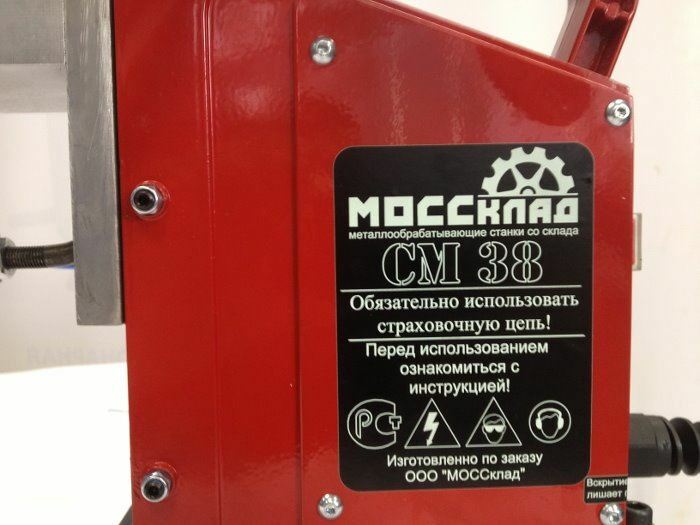 МОССКЛАД
металлообрабатывающие станки со склада
СМ 38
Обязательно использовать
страховочную цепь!
Перед использованием
ознакомиться с
инструкцией!
РСТ
Изготовленно по заказу
ООО "МОССклад"
Вскрытие
лишает